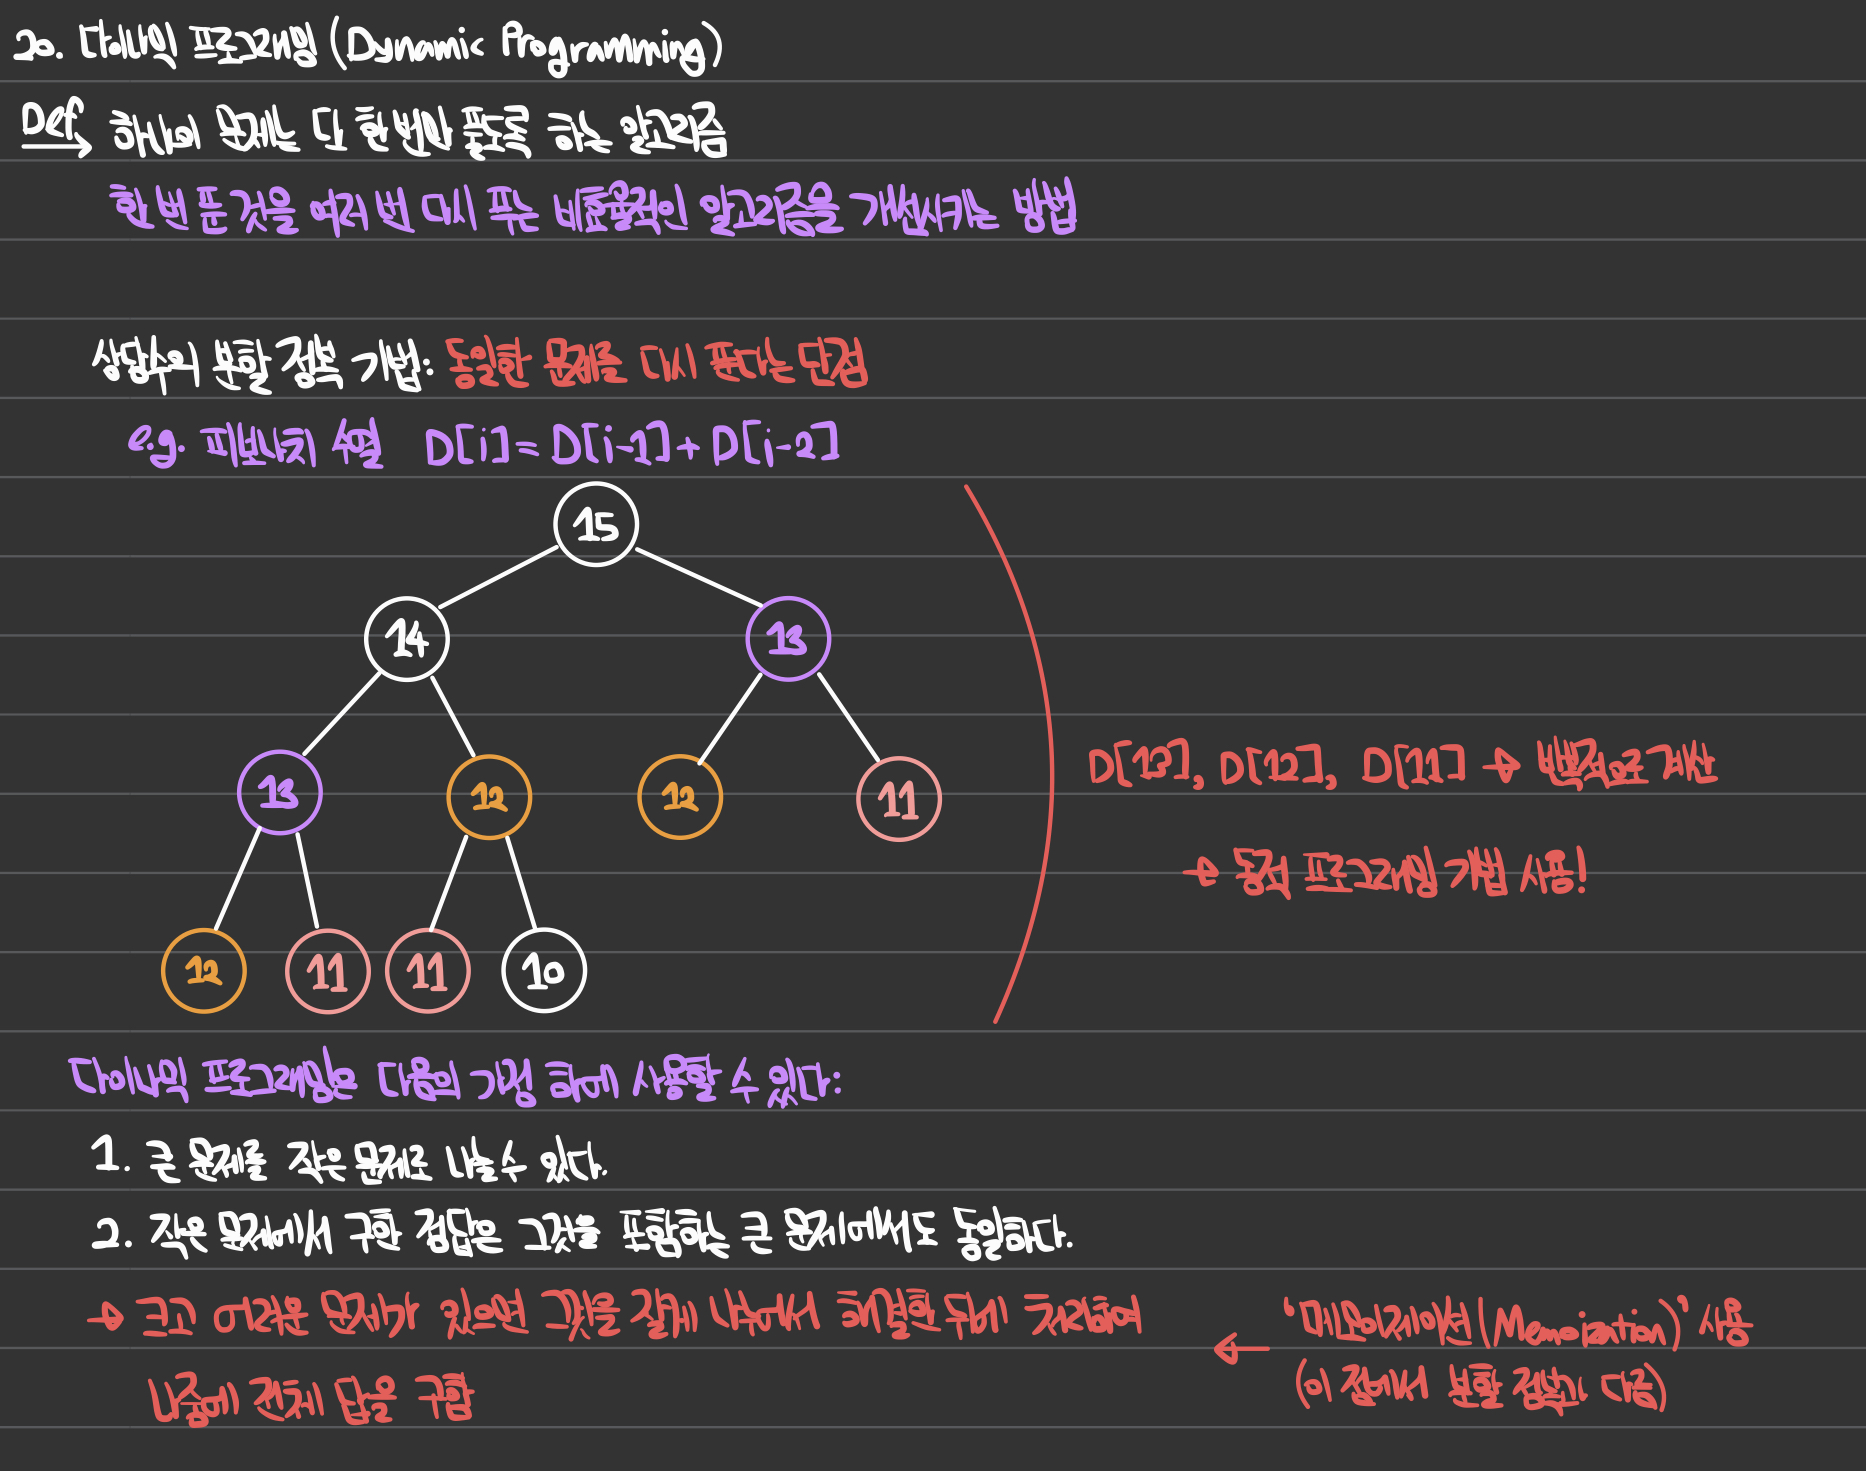 20. 다이나믹 프로그래밍 (Dynamic Programming)
Def 하나의 문제는 단 한 번만 풀도록 하는 알고리즘
한 번 푼 것을 여러 번 다시 푸는 비효율적인 알고리즘을 개선시키는 방법
상당수의 분할 정복 기법: 동일한 문제를 다시 푼다는 단점
e.g. 피보나치 수열 D[i] = D[i-1] + D[i-2]
15
14 13
13 12 12 11
D[13], D[12], D[11] → 반복적으로 계산
→ 동적 프로그래밍 기법 사용!
12 11 11 10
다이나믹 프로그래밍은 다음의 가정 하에 사용할 수 있다:
1. 큰 문제를 작은 문제로 나눌 수 있다.
2. 작은 문제에서 구한 정답은 그것을 포함하는 큰 문제에서도 동일하다.
→ 크고 어려운 문제가 있으면 그것을 잘게 나누어서 해결한 뒤에 처리하여
나중에 전체 답을 구함
← '메모이제이션(Memoization)' 사용
(이 점에서 분할 정복과 다름)